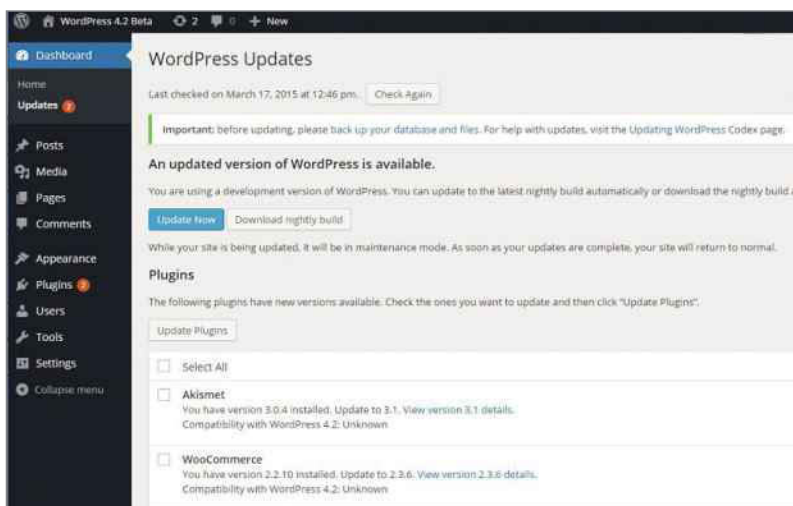 WordPress 4.2 Beta 2 0 New
Dashboard
Home
Updates 2
Posts
Media
Pages
Comments
Appearance
Plugins 2
Users
Tools
Settings
Collapse menu
WordPress Updates
Last checked on March 17, 2015 at 12:46 pm. Check Again
Important: before updating, please back up your database and files. For help with updates, visit the Updating WordPress Codex page.
An updated version of WordPress is available.
You are using a development version of WordPress. You can update to the latest nightly build automatically or download the nightly build
Update Now Download nightly build
While your site is being updated, it will be in maintenance mode. As soon as your updates are complete, your site will return to normal.
Plugins
The following plugins have new versions available. Check the ones you want to update and then click "Update Plugins".
Update Plugins
Select All
Akismet
You have version 3.0.4 installed. Update to 3.1. View version 3.1 details.
Compatibility with WordPress 4.2: Unknown
WooCommerce
You have version 2.2.10 installed. Update to 2.3.6. View version 2.3.6 details.
Compatibility with WordPress 4.2: Unknown